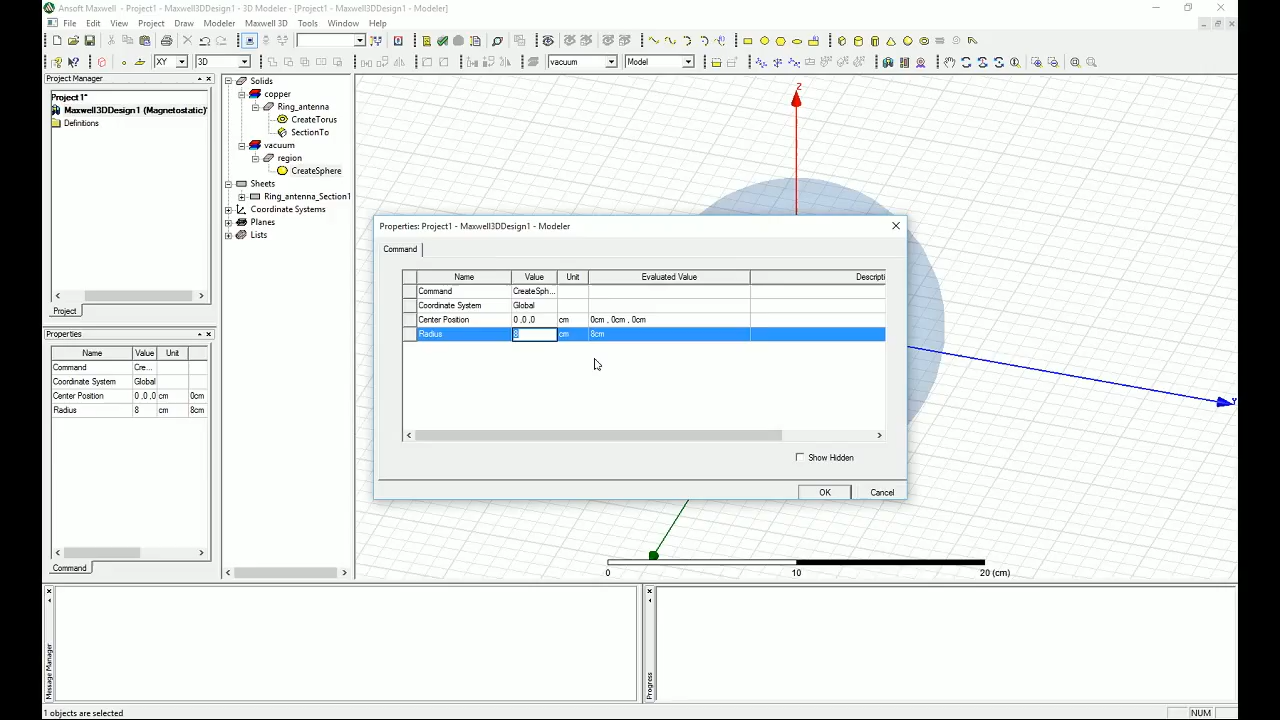 Ansoft Maxwell - Project1 - Maxwell3DDesign1 - 3D Modeler - [Project1 - Maxwell3DDesign1 - Modeler]
File Edit View Project Draw Modeler Maxwell 3D Tools Window Help
XY 3D vacuum Model
Project Manager
Project1*
Maxwell3DDesign1 (Magnetostatic)*
Definitions
Project
Properties
Name Value Unit
Command Cre...
Coordinate System Global
Center Position 0 ,0 ,0 cm 0cm
Radius 8 cm 8cm
Command
Solids
copper
Ring_antenna
CreateTorus
SectionTo
vacuum
region
CreateSphere
Sheets
Ring_antenna_Section1
Coordinate Systems
Planes
Lists
Z
Properties: Project1 - Maxwell3DDesign1 - Modeler
Command
Name Value Unit Evaluated Value Descripti
Command CreateSph...
Coordinate System Global
Center Position 0 ,0 ,0 cm 0cm , 0cm , 0cm
Radius 8 cm 8cm
Show Hidden
OK Cancel
Y
0 10 20 (cm)
Message Manager
Progress
1 objects are selected
NUM